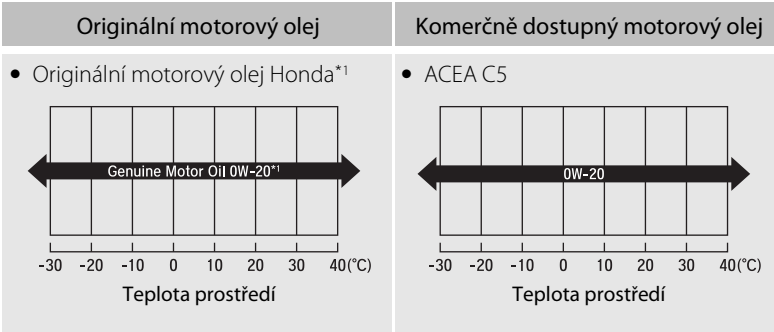 Originální motorový olej
Komerčně dostupný motorový olej
• Originální motorový olej Honda*1
Genuine Motor Oil 0W-20*1
-30 -20 -10 0 10 20 30 40(°C)
Teplota prostředí
• ACEA C5
0W-20
-30 -20 -10 0 10 20 30 40(°C)
Teplota prostředí